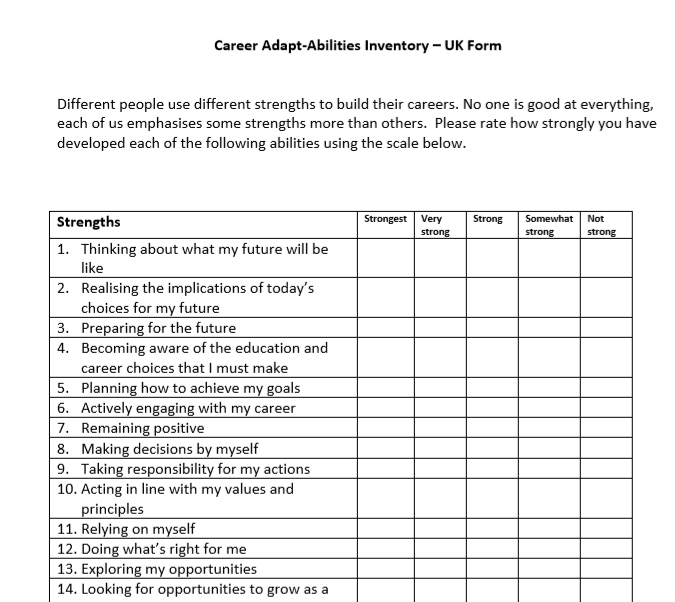 Career Adapt-Abilities Inventory – UK Form
Different people use different strengths to build their careers. No one is good at everything,
each of us emphasises some strengths more than others.  Please rate how strongly you have
developed each of the following abilities using the scale below.
Strengths Strongest Very strong Strong Somewhat strong Not strong
1. Thinking about what my future will be
like
2. Realising the implications of today's
choices for my future
3. Preparing for the future
4. Becoming aware of the education and
career choices that I must make
5. Planning how to achieve my goals
6. Actively engaging with my career
7. Remaining positive
8. Making decisions by myself
9. Taking responsibility for my actions
10. Acting in line with my values and
principles
11. Relying on myself
12. Doing what's right for me
13. Exploring my opportunities
14. Looking for opportunities to grow as a